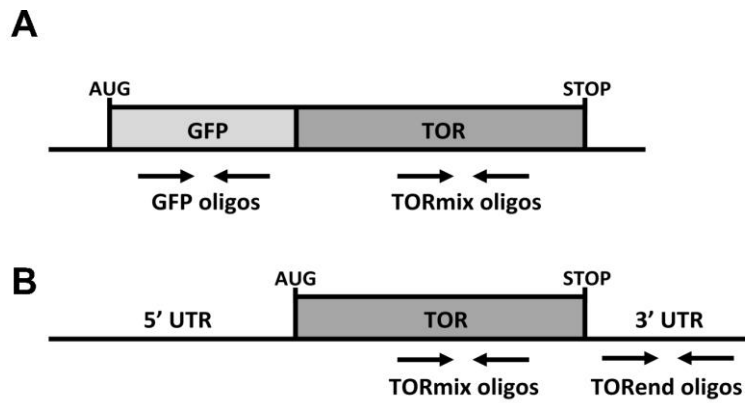 A
AUG STOP
GFP TOR
GFP oligos TORmix oligos
B
AUG STOP
5' UTR TOR 3' UTR
TORmix oligos TORend oligos